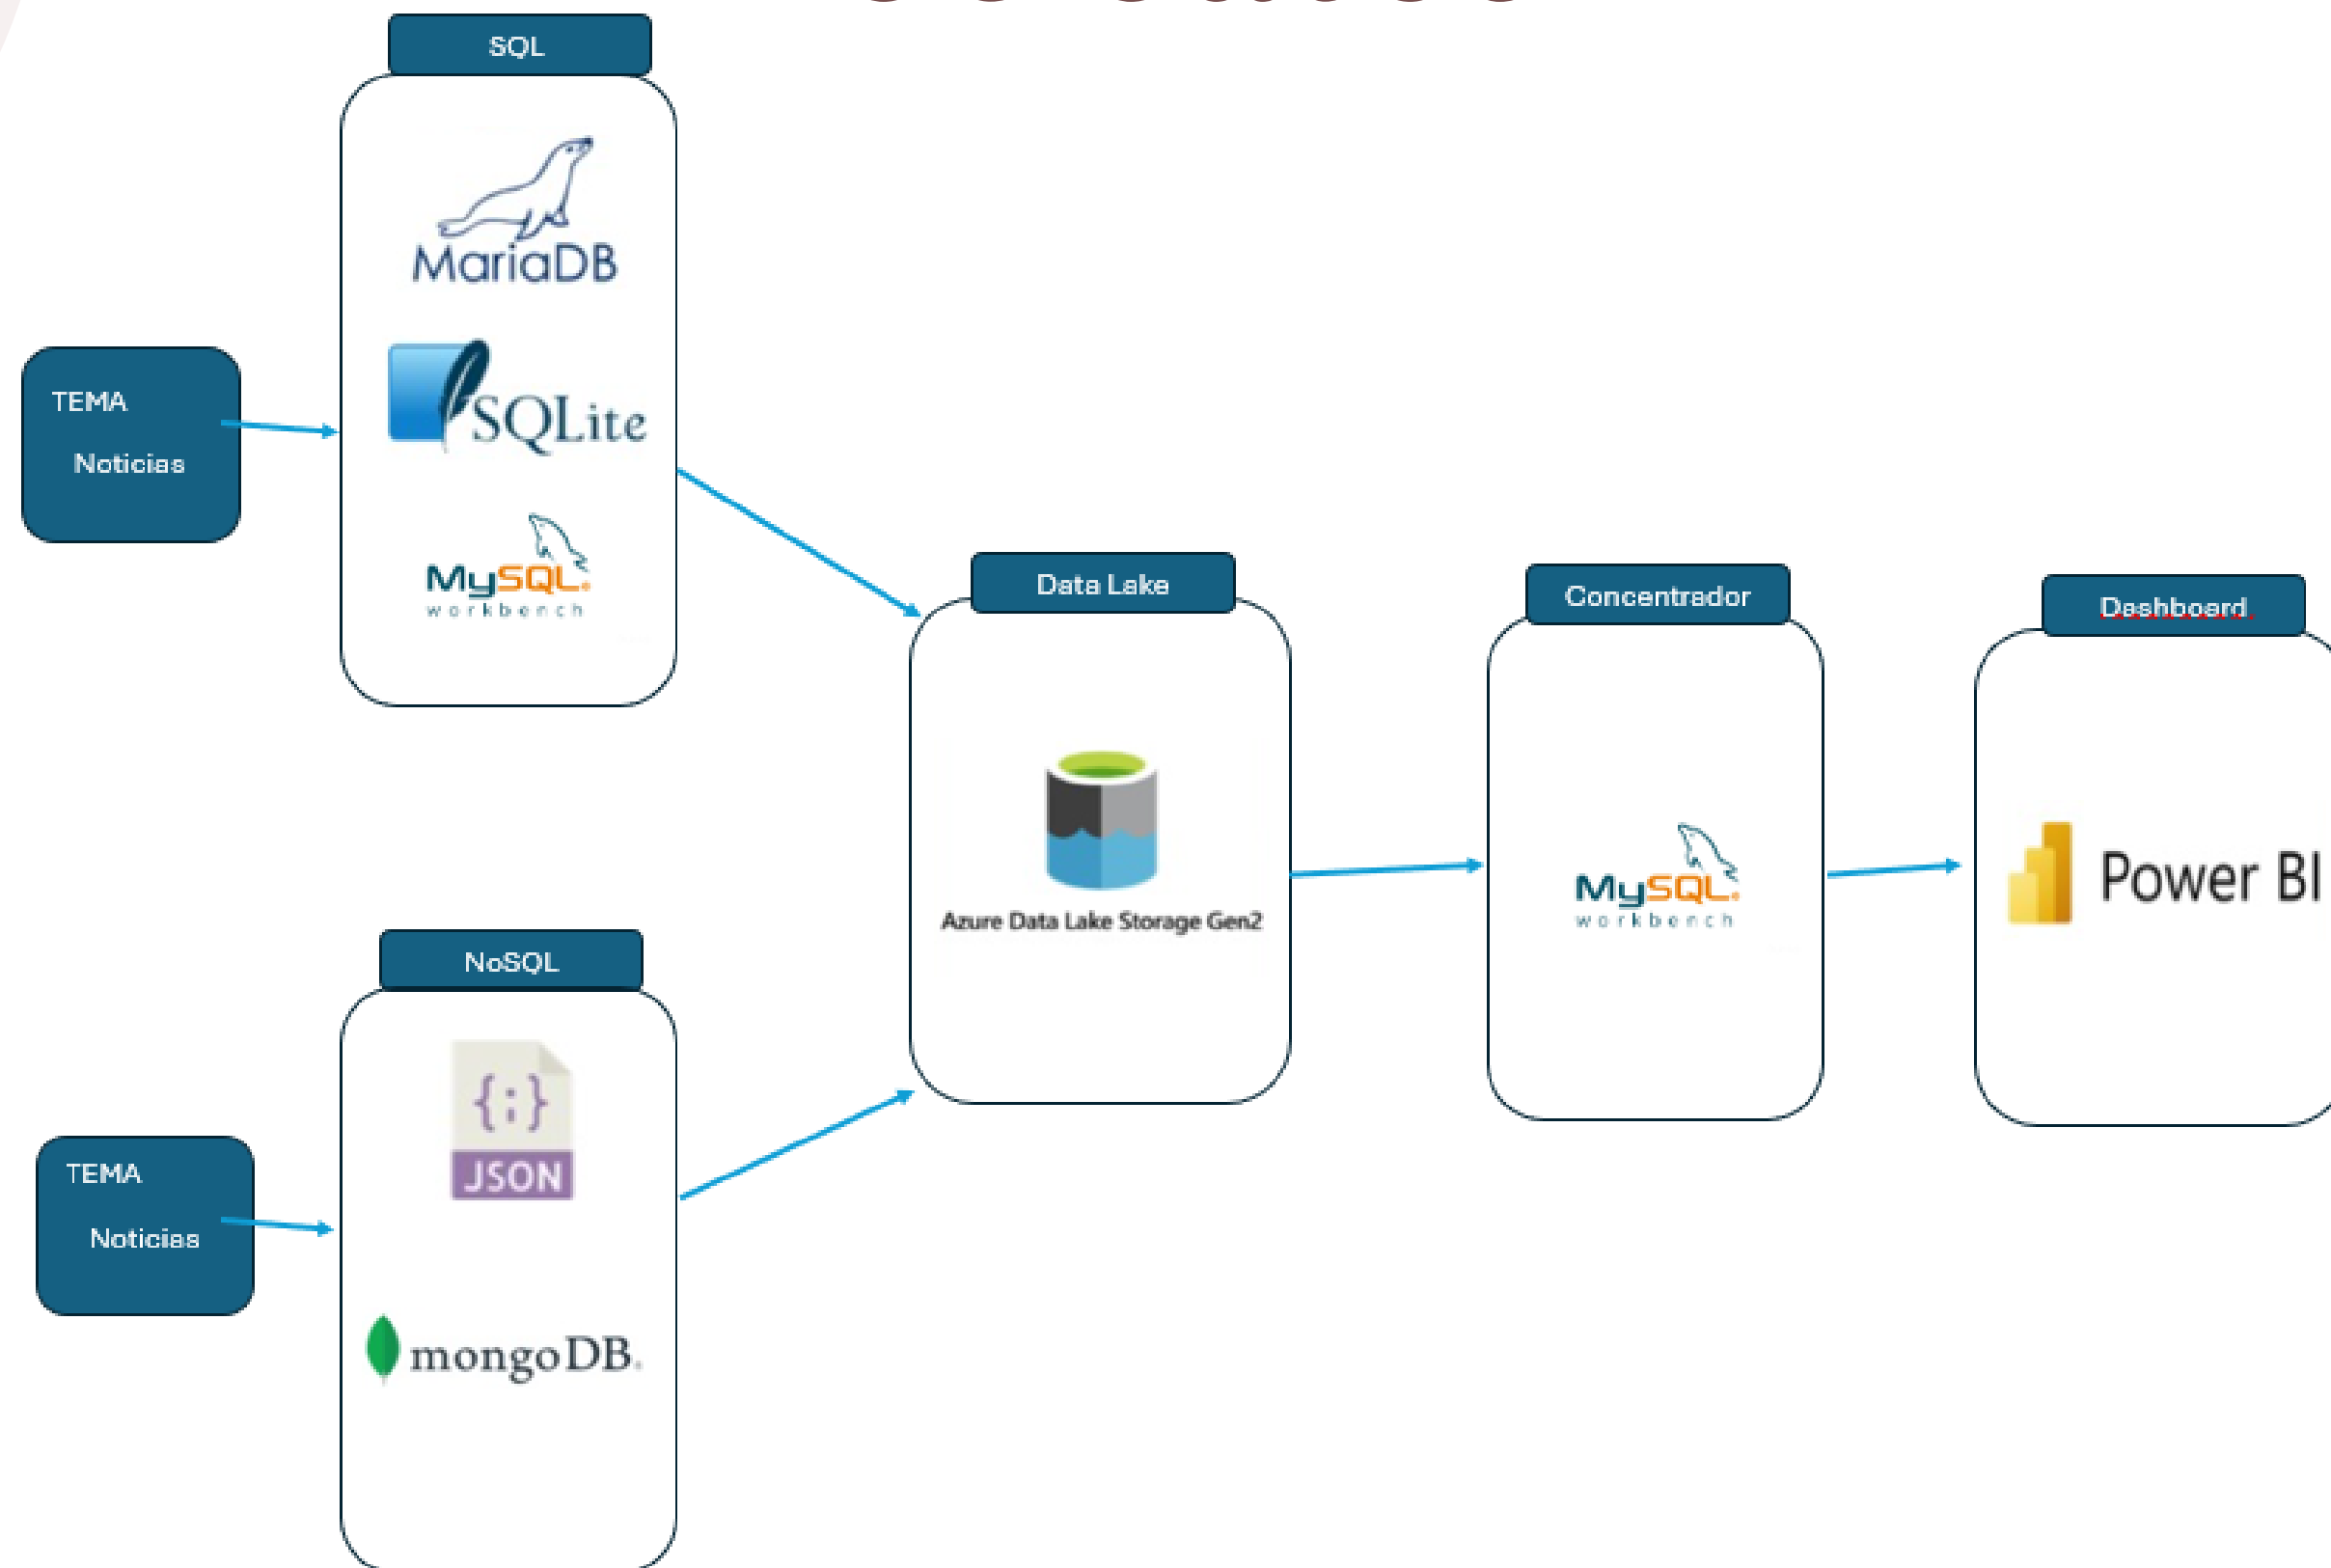 SQL
MariaDB
SQLite
MySQL®
workbench
TEMA
Noticias
Data Lake
Azure Data Lake Storage Gen2
Concentrador
MySQL®
workbench
Dashboard
Power BI
NoSQL
{;}
JSON
mongoDB®
TEMA
Noticias